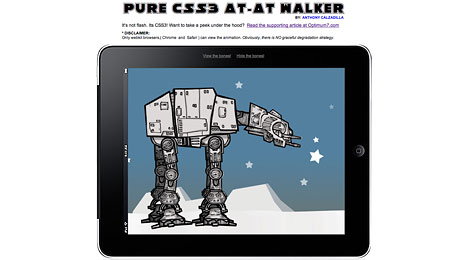 PURE CSS3 AT-AT WALKER
BY: ANTHONY CALZADILLA
It's not flash. Its CSS3! Want to take a peek under the hood? Read the supporting article at Optimum7.com
* DISCLAIMER:
Only webkit browsers ( Chrome and Safari ) can view the animation. Obviously, there is NO graceful degredation strategy.
View the bones! Hide the bones!